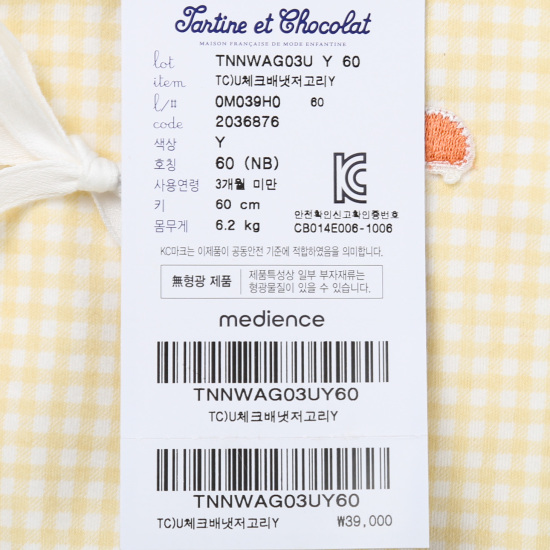 Tartine et Chocolat
MAISON FRANÇAISE DE MODE ENFANTINE
lot TNNWAG03U Y 60
item TC)U체크배냇저고리Y
l/# 0M039H0 60
code 2036876
색상 Y
호칭 60 (NB)
사용연령 3개월 미만
키 60 cm
몸무게 6.2 kg
안전확인신고확인증번호
CB014E006-1006
KC마크는 이제품이 공동안전 기준에 적합하였음을 의미합니다.
無형광 제품 제품특성상 일부 부자재류는
형광물질이 있을 수 있습니다.
medience
TNNWAG03UY60
TC)U체크배냇저고리Y
TNNWAG03UY60
TC)U체크배냇저고리Y ₩39,000